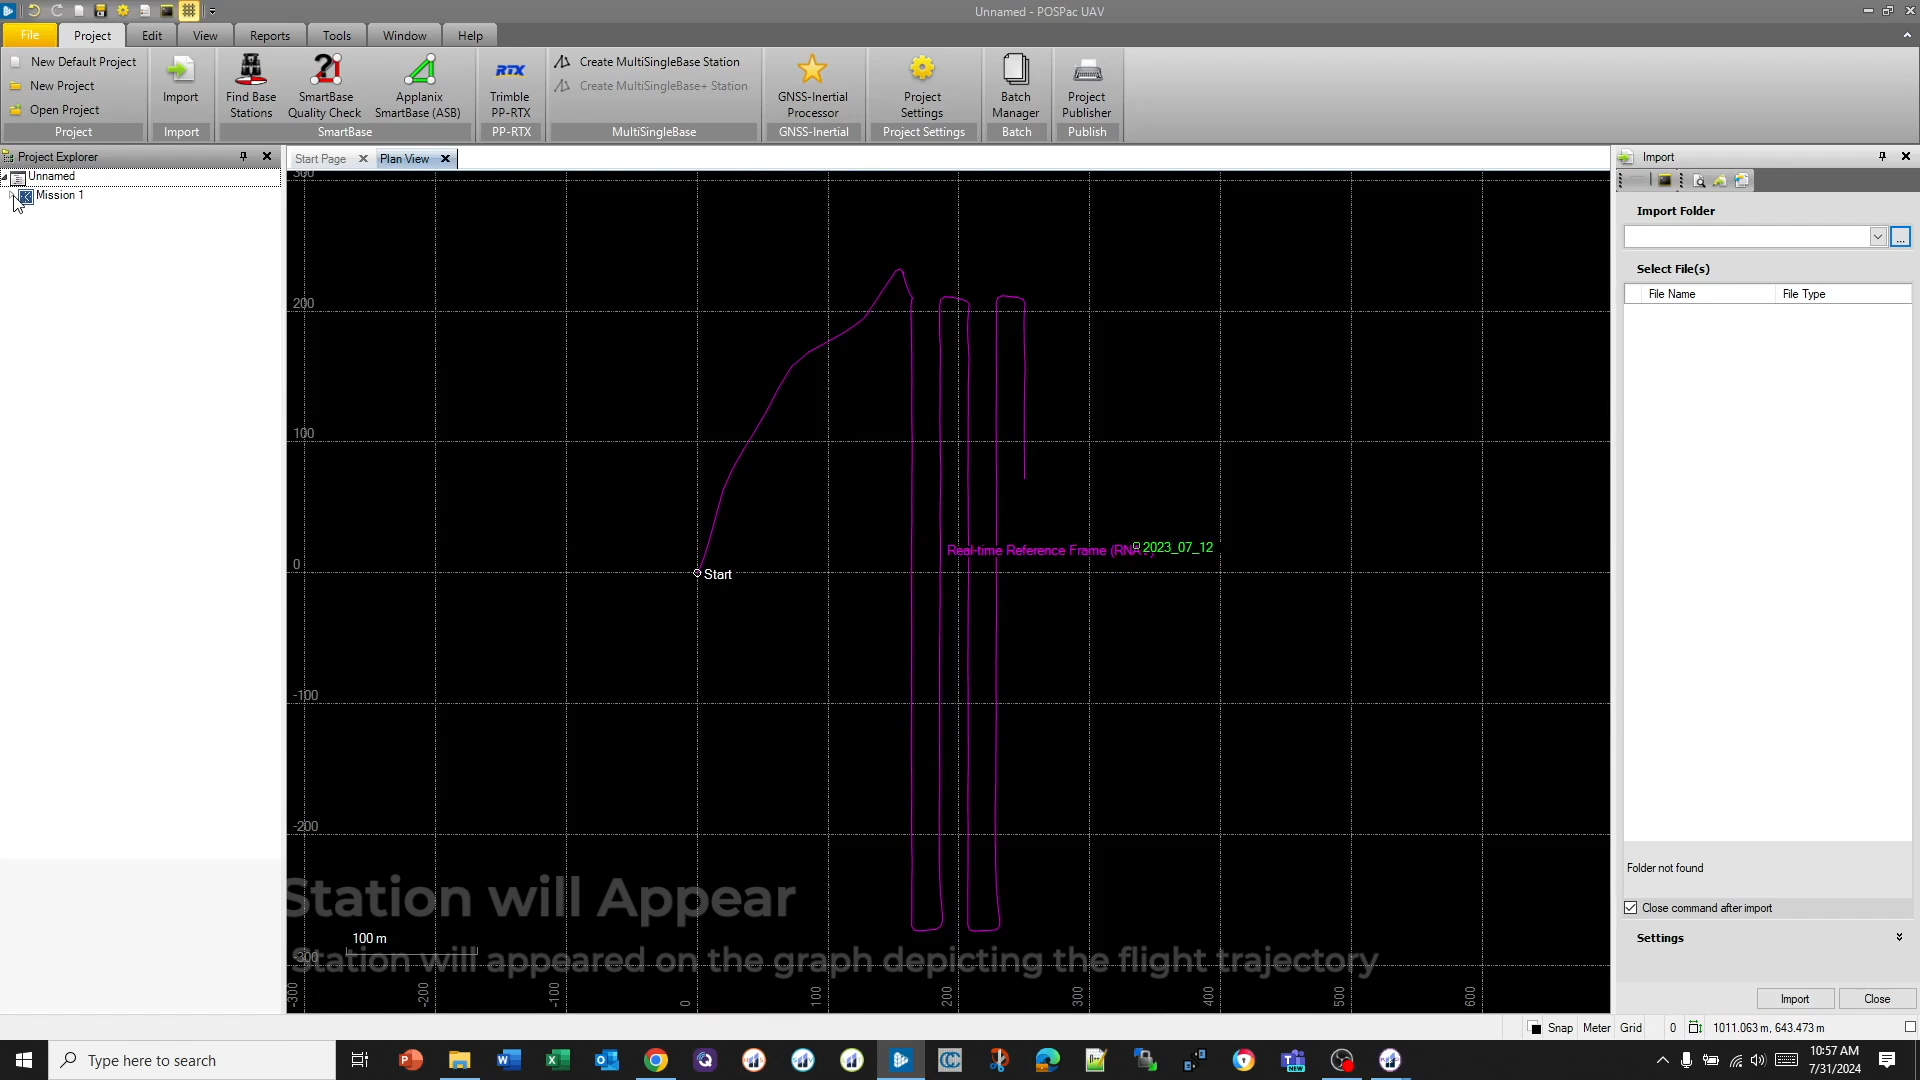 Unnamed - POSPac UAV
File Project Edit View Reports Tools Window Help
New Default Project
New Project
Open Project
Project
Import
Import
Find Base Stations
SmartBase Quality Check
Applanix SmartBase (ASB)
SmartBase
RTX
Trimble PP-RTX
PP-RTX
Create MultiSingleBase Station
Create MultiSingleBase+ Station
MultiSingleBase
GNSS-Inertial Processor
GNSS-Inertial
Project Settings
Project Settings
Batch Manager
Batch
Project Publisher
Publish
Project Explorer
Unnamed
Mission 1
Start Page
Plan View
300
200
100
0
-100
-200
-300
-300 -200 -100 0 100 200 300 400 500 600
Start
Real-time Reference Frame (RNAV)
2023_07_12
100 m
Station will Appear
Station will appeared on the graph depicting the flight trajectory
Import
Import Folder
...
Select File(s)
File Name File Type
Folder not found
Close command after import
Settings
Import Close
Snap Meter Grid 0 1011.063 m, 643.473 m
Type here to search
NEW
10:57 AM
7/31/2024